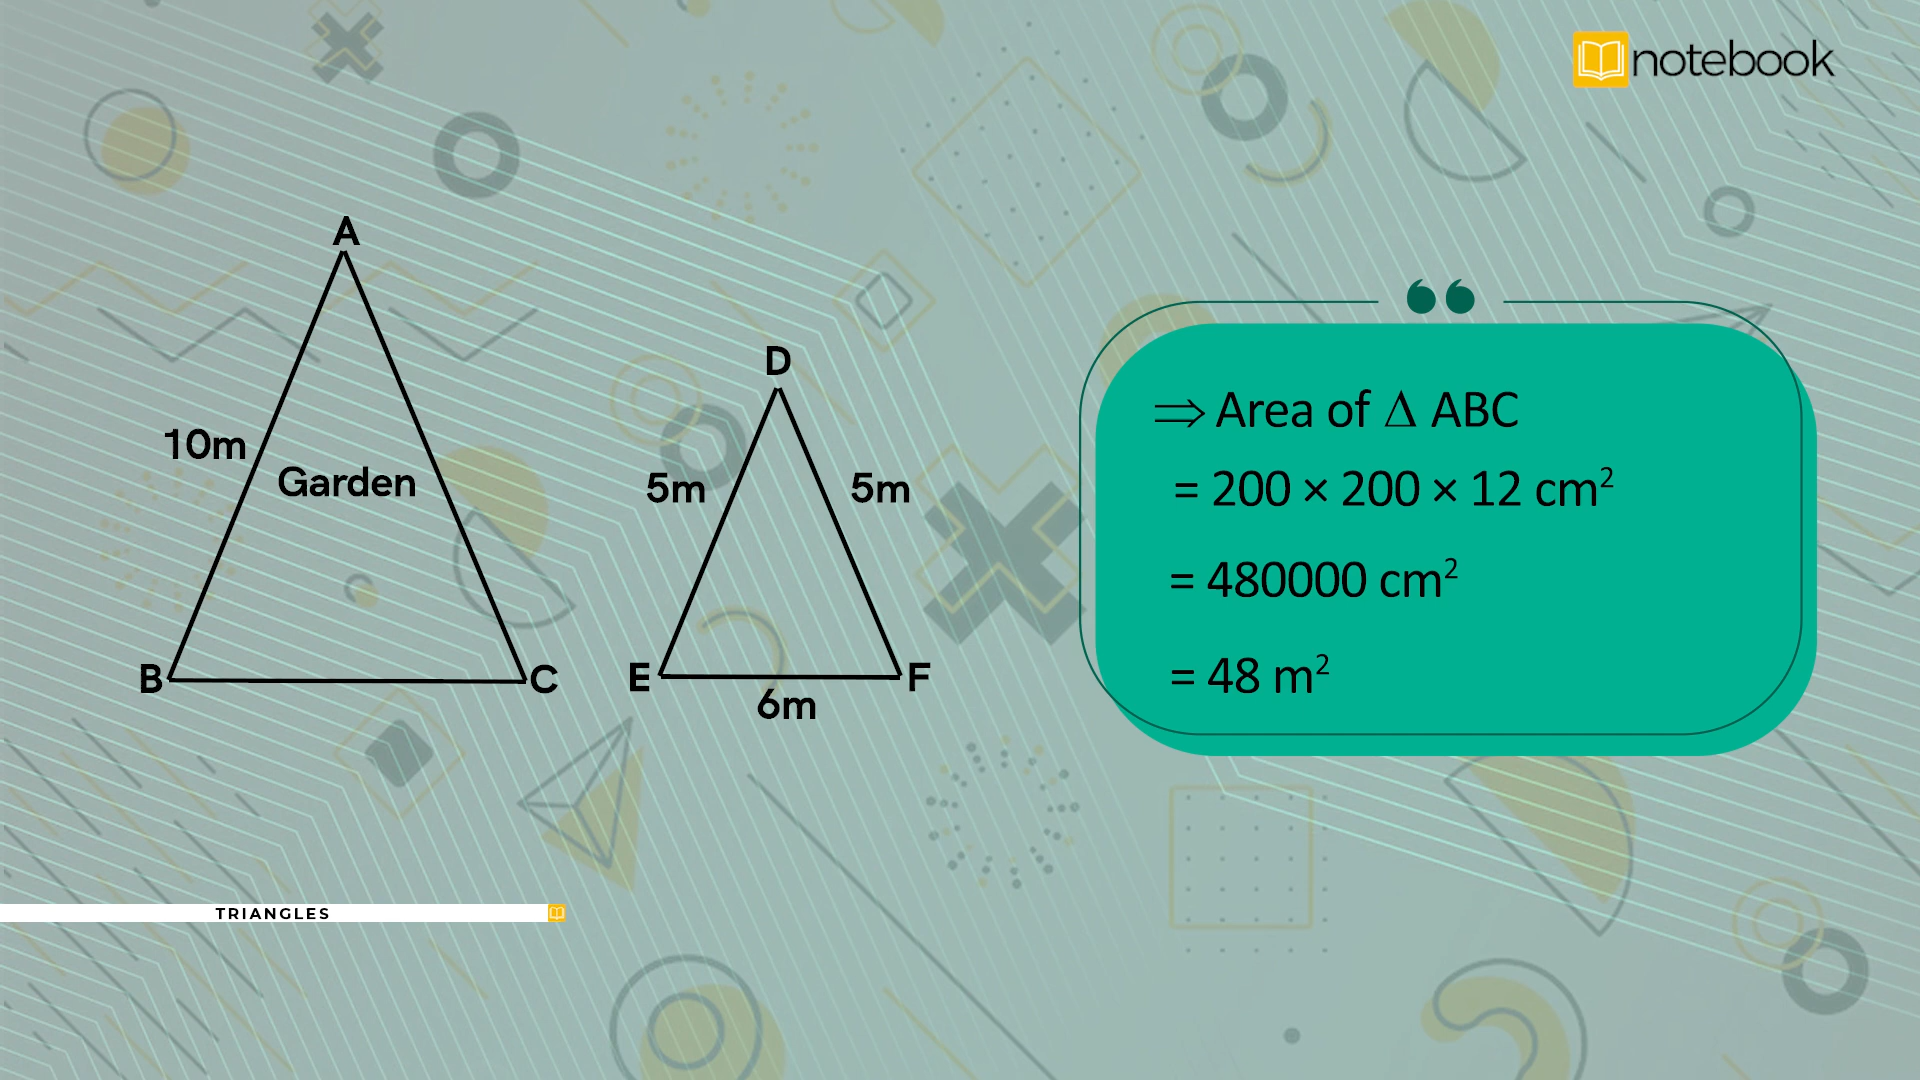 notebook
A
10m
Garden
B
C
D
5m
5m
E
F
6m
⇒ Area of Δ ABC
= 200 × 200 × 12 cm²
= 480000 cm²
= 48 m²
TRIANGLES